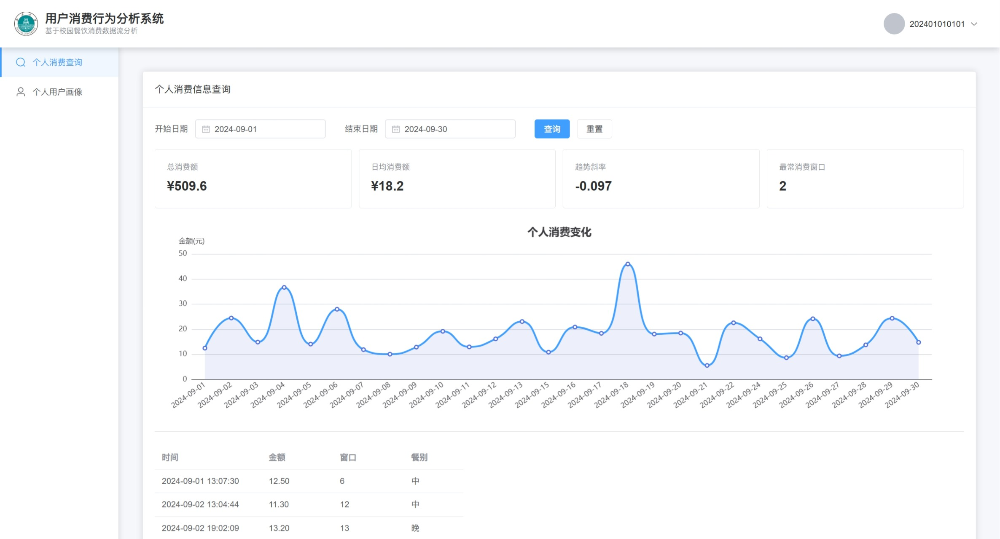 用户消费行为分析系统
基于校园餐饮消费数据流分析
202401010101
个人消费查询
个人用户画像
个人消费信息查询
开始日期 2024-09-01 结束日期 2024-09-30 查询 重置
总消费额 日均消费额 趋势斜率 最常消费窗口
¥509.6 ¥18.2 -0.097 2
个人消费变化
金额(元)
50
40
30
20
10
0
2024-09-01 2024-09-02 2024-09-03 2024-09-04 2024-09-05 2024-09-06 2024-09-07 2024-09-08 2024-09-09 2024-09-10 2024-09-11 2024-09-12 2024-09-13 2024-09-15 2024-09-16 2024-09-17 2024-09-18 2024-09-19 2024-09-20 2024-09-21 2024-09-22 2024-09-24 2024-09-25 2024-09-26 2024-09-27 2024-09-28 2024-09-29 2024-09-30
时间 金额 窗口 餐别
2024-09-01 13:07:30 12.50 6 中
2024-09-02 13:04:44 11.30 12 中
2024-09-02 19:02:09 13.20 13 晚